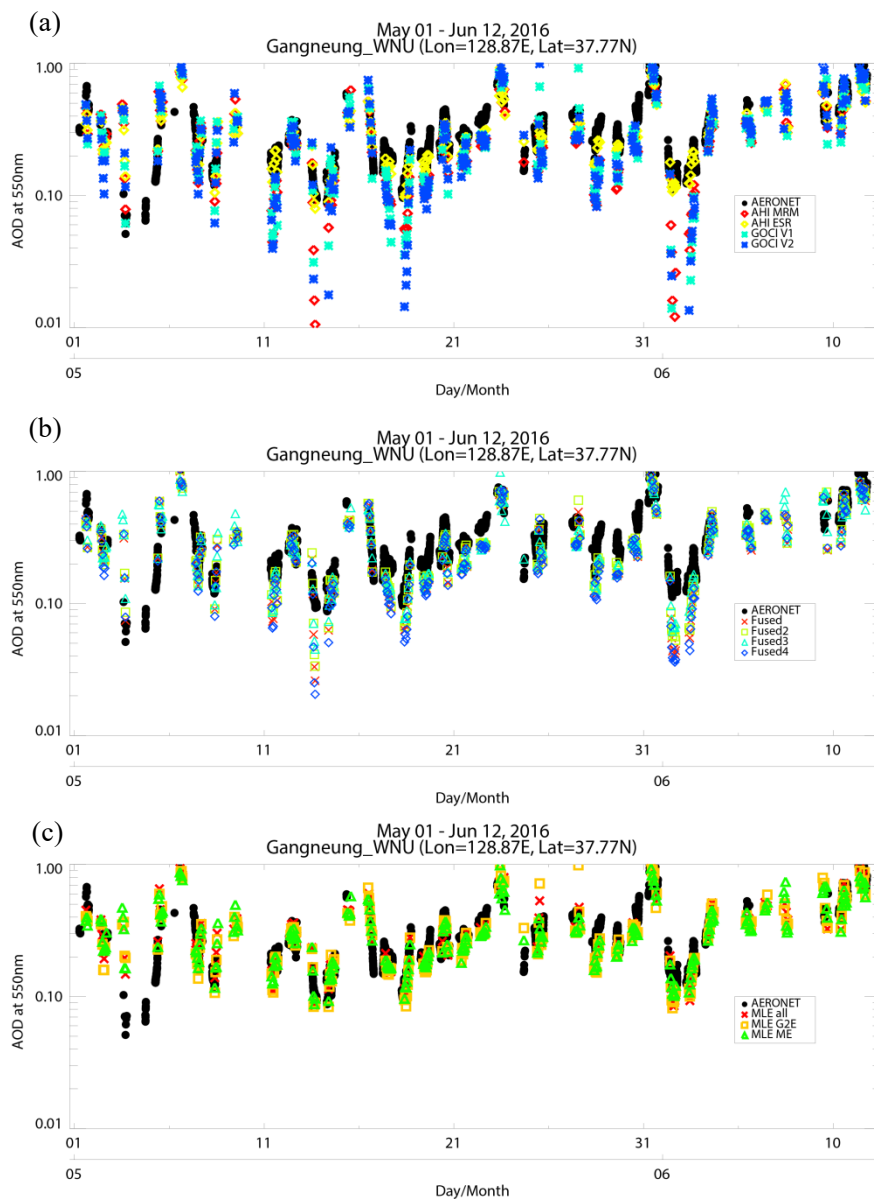 (a)
May 01 - Jun 12, 2016
Gangneung_WNU (Lon=128.87E, Lat=37.77N)
1.00
0.10
0.01
AOD at 550nm
AERONET
AHI MRM
AHI ESR
GOCI V1
GOCI V2
01 11 21 31 10
05 06
Day/Month
(b)
May 01 - Jun 12, 2016
Gangneung_WNU (Lon=128.87E, Lat=37.77N)
1.00
0.10
0.01
AOD at 550nm
AERONET
Fused
Fused2
Fused3
Fused4
01 11 21 31 10
05 06
Day/Month
(c)
May 01 - Jun 12, 2016
Gangneung_WNU (Lon=128.87E, Lat=37.77N)
1.00
0.10
0.01
AOD at 550nm
AERONET
MLE all
MLE G2E
MLE ME
01 11 21 31 10
05 06
Day/Month